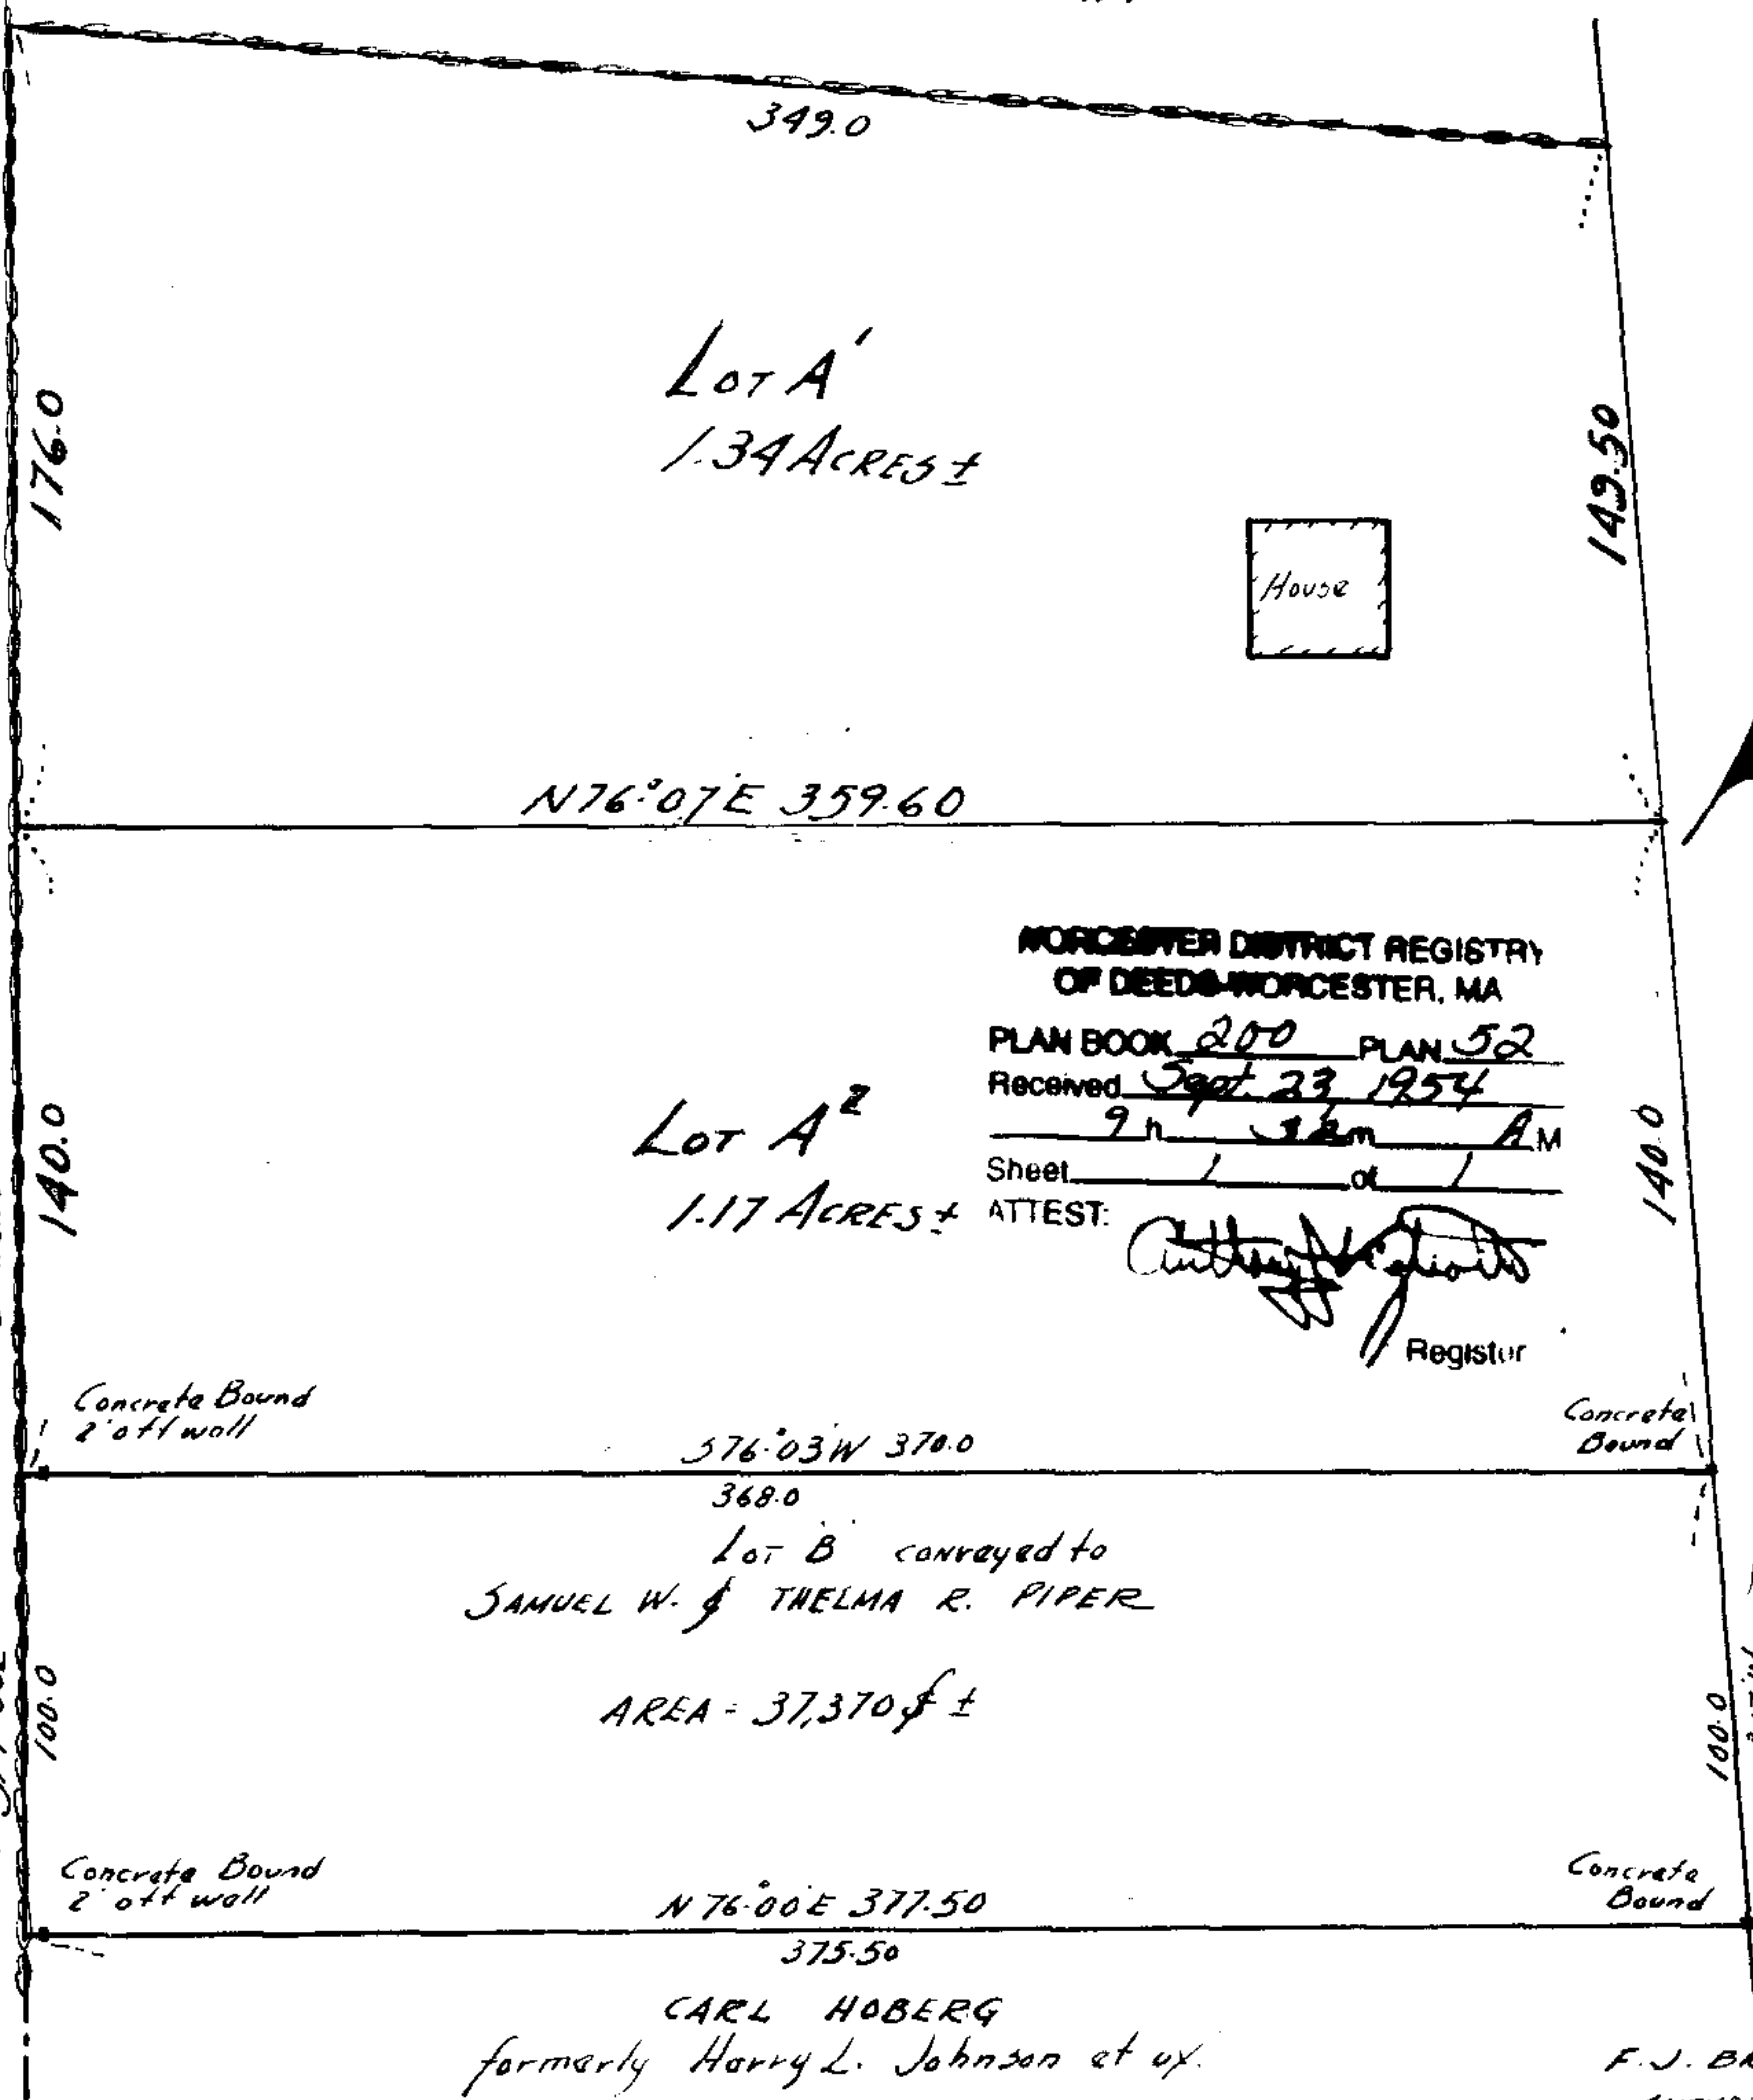 349.0
LOT A'
1.34 ACRES ±
176.0
149.50
House
N76.°07'E 359.60
WORCESTER DISTRICT REGISTRY
OF DEEDS-WORCESTER, MA
PLAN BOOK 200 PLAN 52
Received Sept. 23, 1954
9 h m A M
Sheet 1 of 1
ATTEST:
Register
LOT A²
1.17 ACRES ±
140.0
140.0
Concrete Bound
2' off wall
Concrete
Bound
S76.°03'W 370.0
368.0
LOT B conveyed to
SAMUEL W. & THELMA R. PIPER
AREA = 37,370 ±
100.0
100.0
Concrete Bound
2' off wall
Concrete
Bound
N 76.°00'E 377.50
375.50
CARL HOBERG
formerly Harry L. Johnson et ux.
F.J.